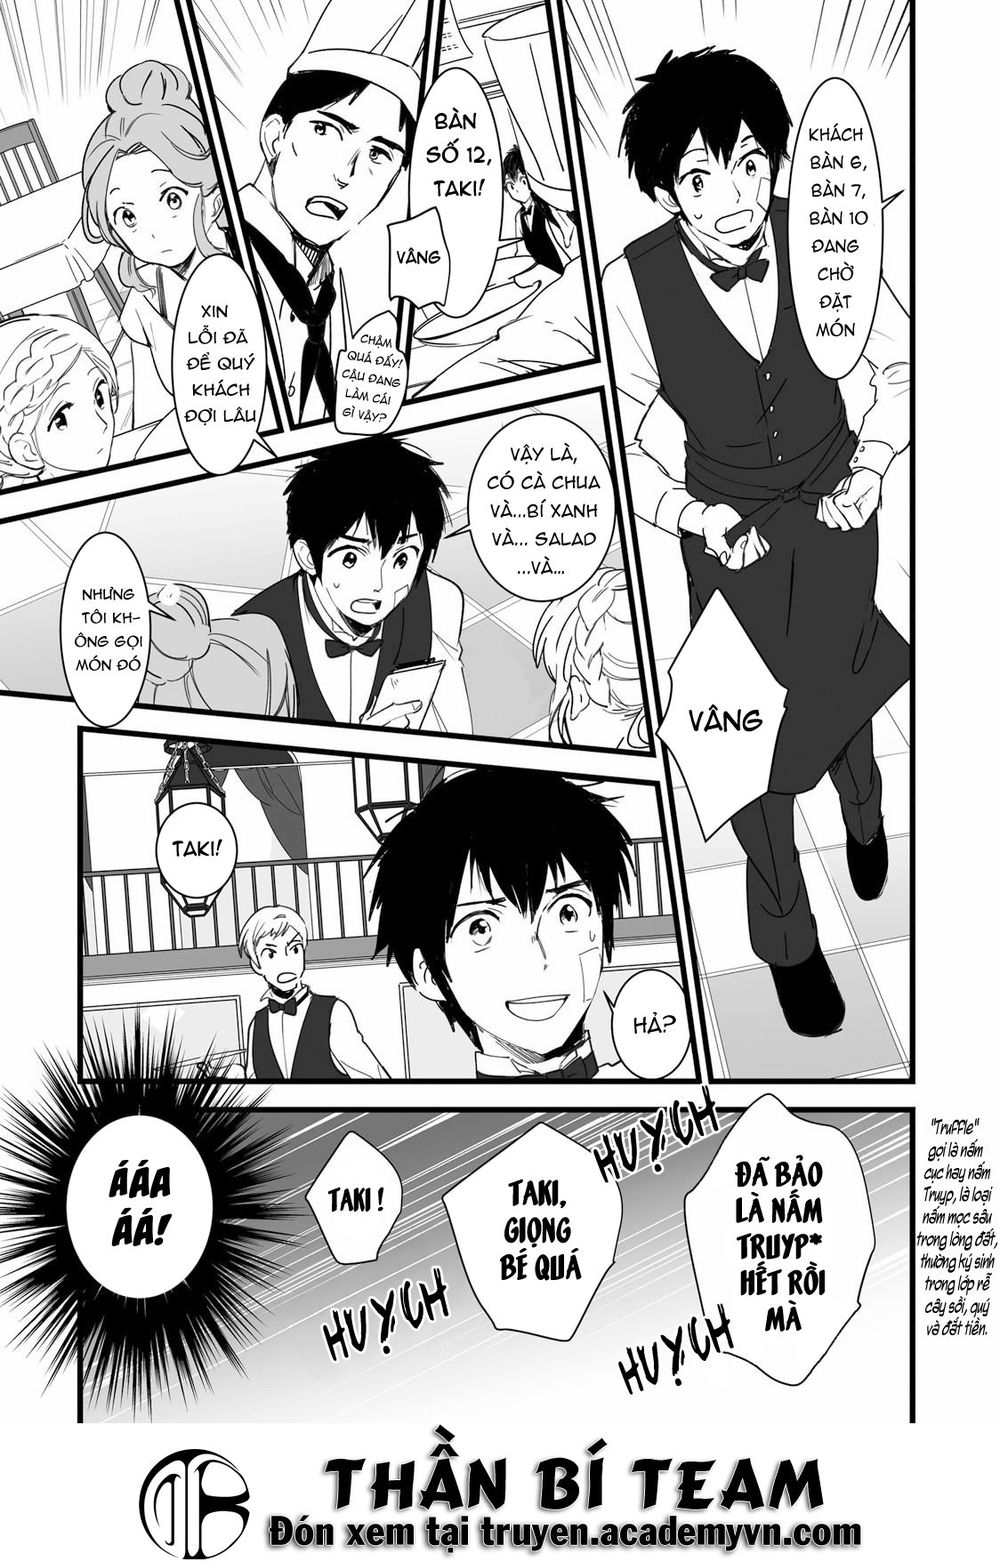 KHÁCH
BÀN 6,
BÀN 7,
BÀN 10
ĐANG
CHỜ
ĐẶT
MÓN
VÂNG
BÀN
SỐ 12,
TAKI!
VÂNG
CHẬM
QUÁ ĐẤY!
CẬU ĐANG
LÀM CÁI
GÌ VẬY?
XIN
LỖI ĐÃ
ĐỂ QUÝ
KHÁCH
ĐỢI LÂU
VẬY LÀ,
CÓ CÀ CHUA
VÀ...BÍ XANH
VÀ... SALAD
...VÀ...
NHƯNG
TÔI KH-
ÔNG GỌI
MÓN ĐÓ
TAKI!
HẢ?
ĐÃ BẢO
LÀ NẤM
TRUYP*
HẾT RỒI
MÀ
HUỴCH
TAKI,
GIỌNG
BÉ QUÁ
HUỴCH
TAKI !
HUỴCH
ÁÁA
ÁÁ!
"Truffle"
gọi là nấm
cục hay nấm
Truyp, là loại
nấm mọc sâu
trong lòng đất,
thường ký sinh
trong lớp rễ
cây sồi, quý
và đắt tiền.
THẦN BÍ TEAM
Đón xem tại truyen.academyvn.com